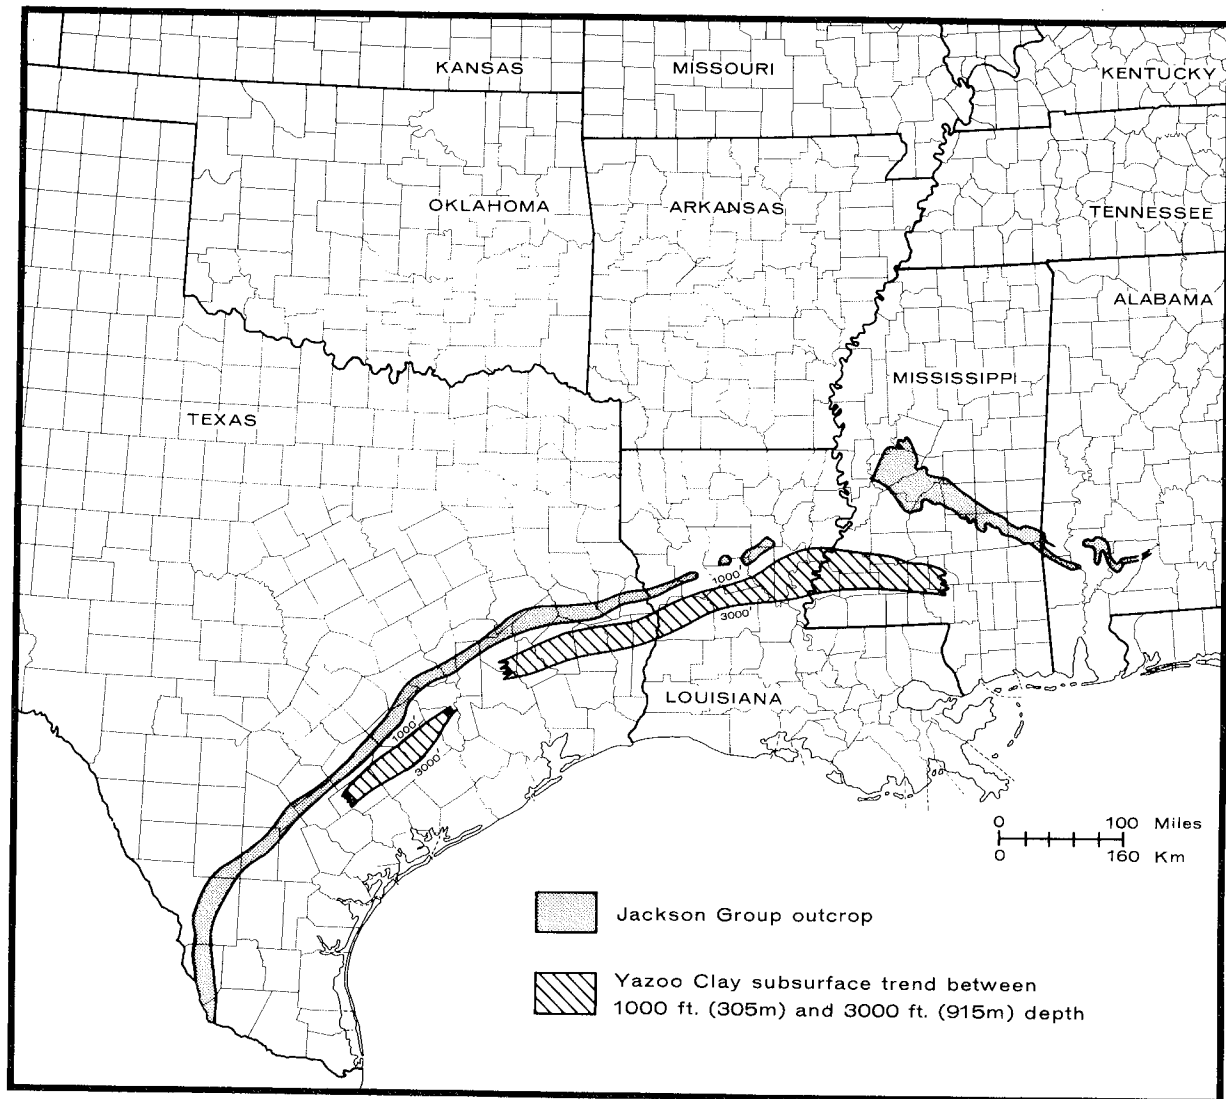 KANSAS
MISSOURI
KENTUCKY
OKLAHOMA
ARKANSAS
TENNESSEE
ALABAMA
MISSISSIPPI
TEXAS
1000'
3000'
LOUISIANA
1000'
3000'
0 100 Miles
0 160 Km
Jackson Group outcrop
Yazoo Clay subsurface trend between
1000 ft. (305m) and 3000 ft. (915m) depth